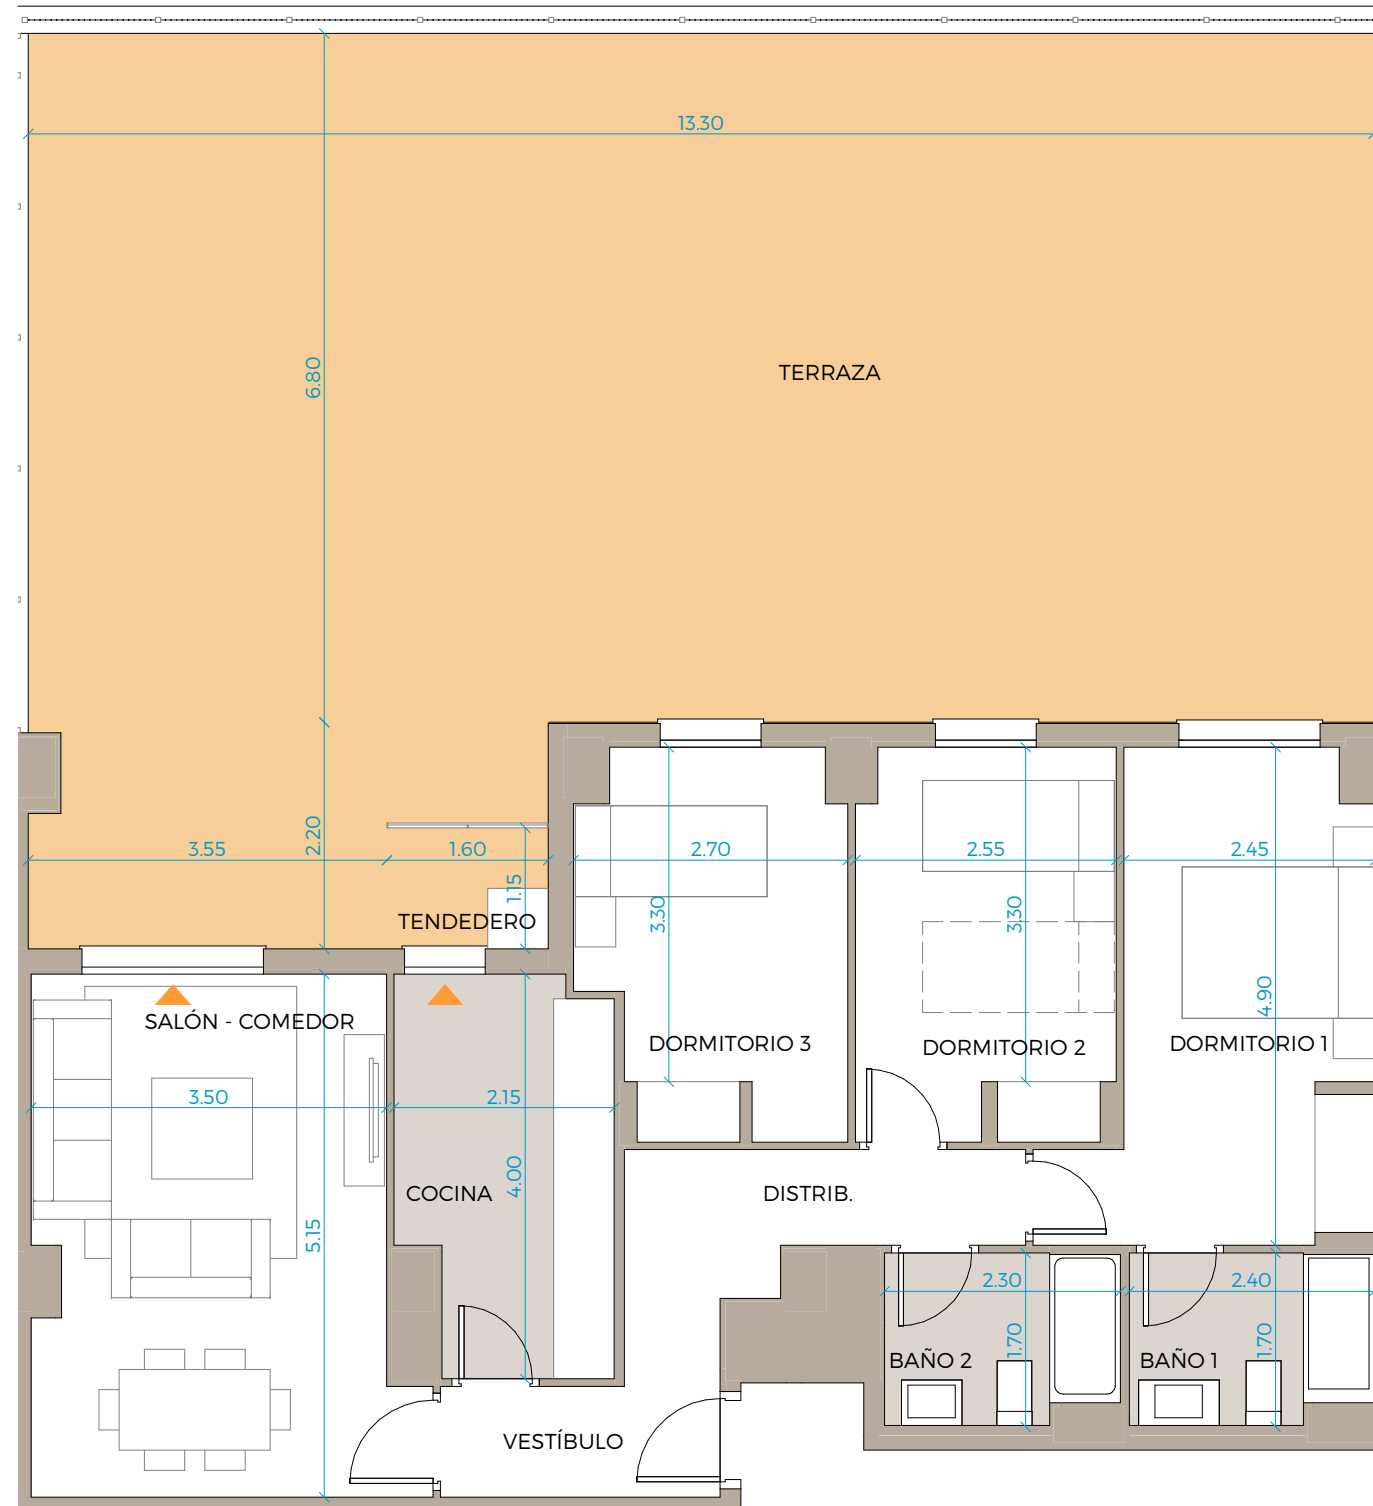 13.30
6.80
TERRAZA
3.55
2.20
1.60
1.15
2.70
2.55
2.45
3.30
3.30
TENDEDERO
4.90
SALÓN - COMEDOR
DORMITORIO 3
DORMITORIO 2
DORMITORIO 1
3.50
2.15
4.00
COCINA
DISTRIB.
5.15
2.30
2.40
1.70
1.70
BAÑO 2
BAÑO 1
VESTÍBULO